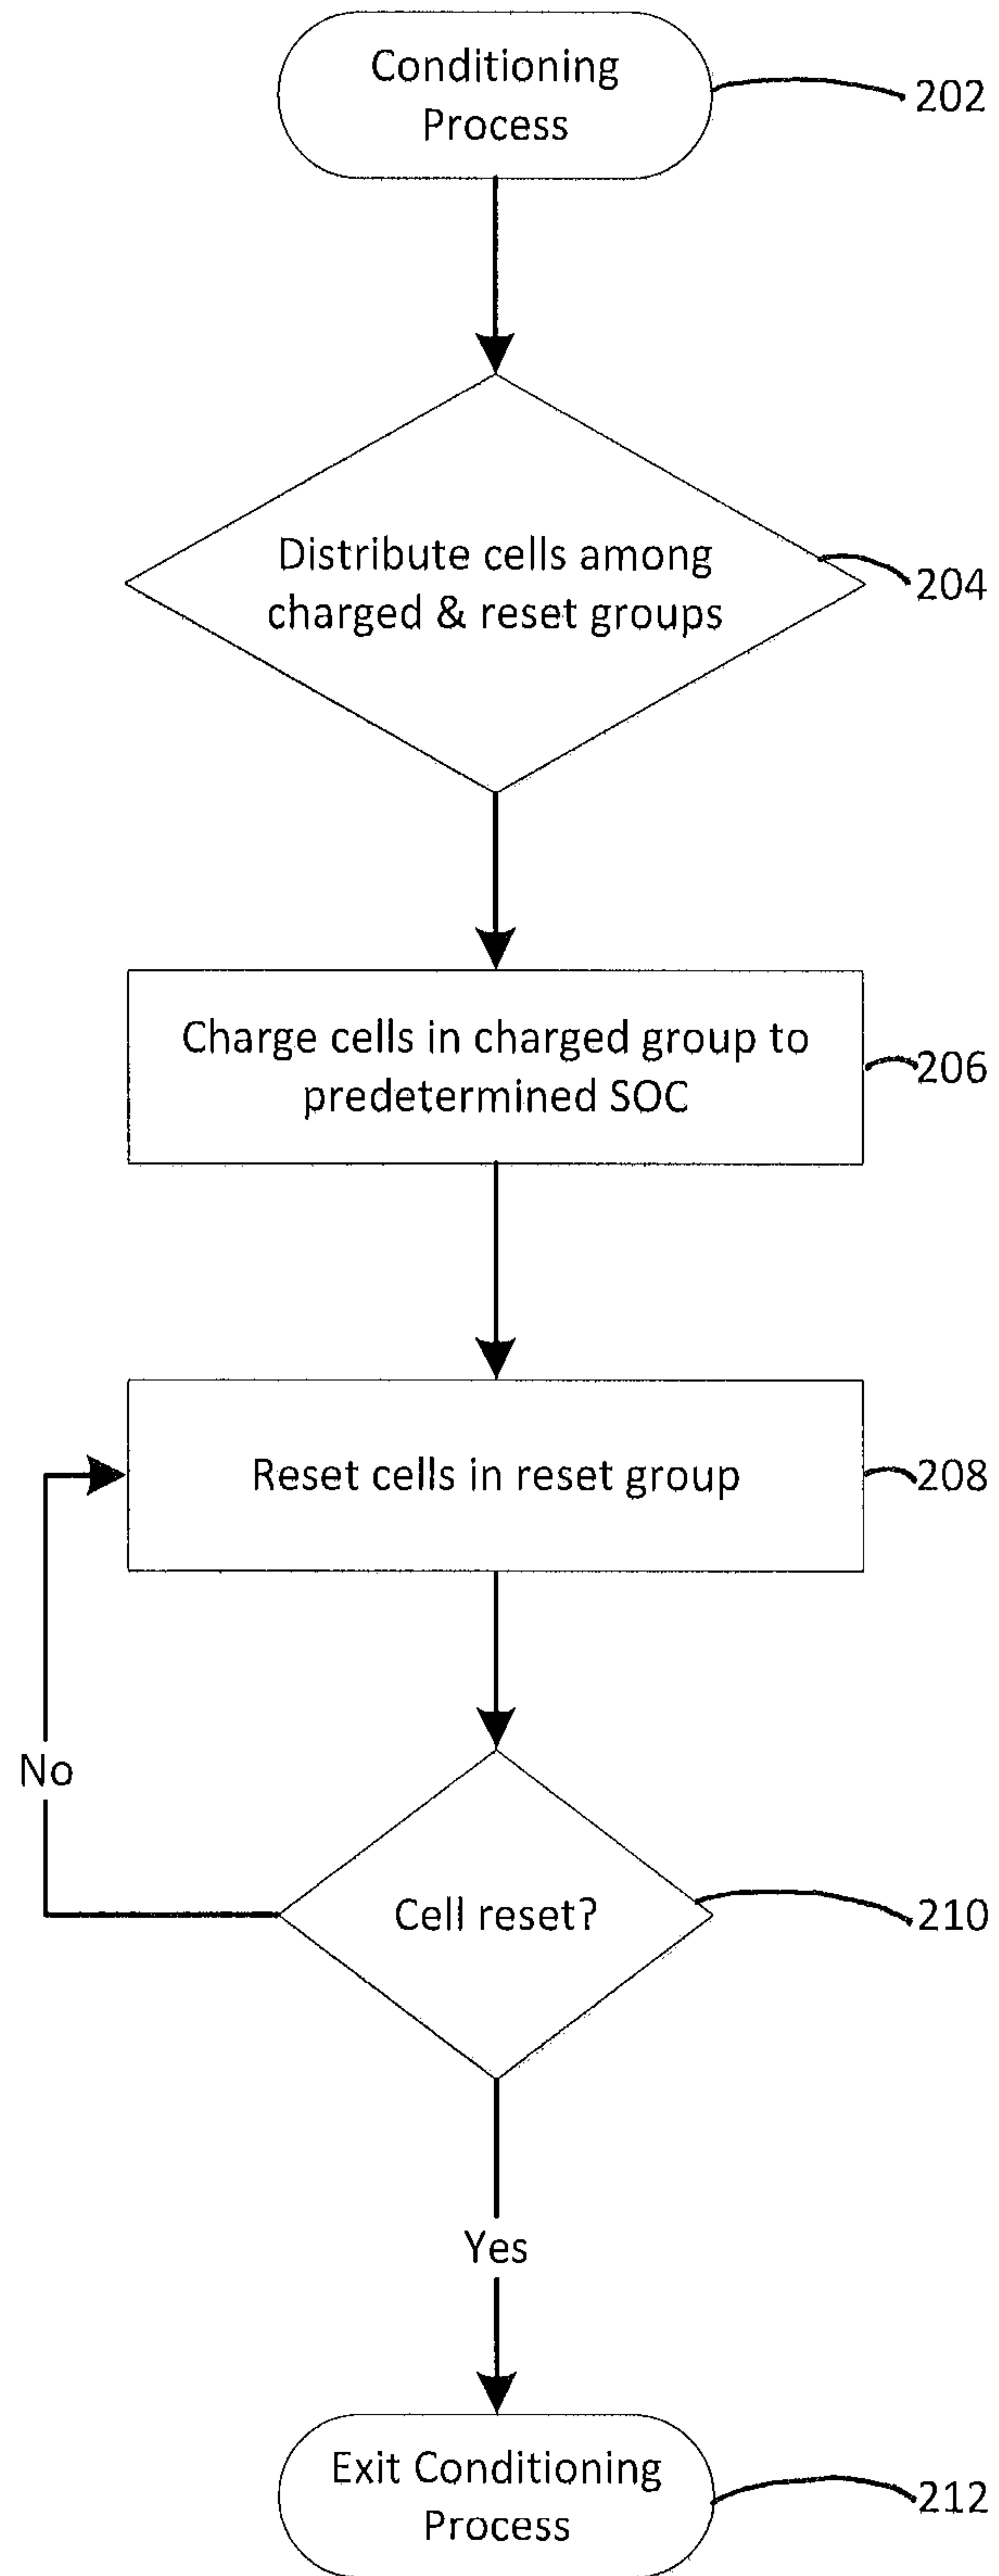 Conditioning
Process
202
Distribute cells among
charged & reset groups
204
Charge cells in charged group to
predetermined SOC
206
Reset cells in reset group
208
No
Cell reset?
210
Yes
Exit Conditioning
Process
212